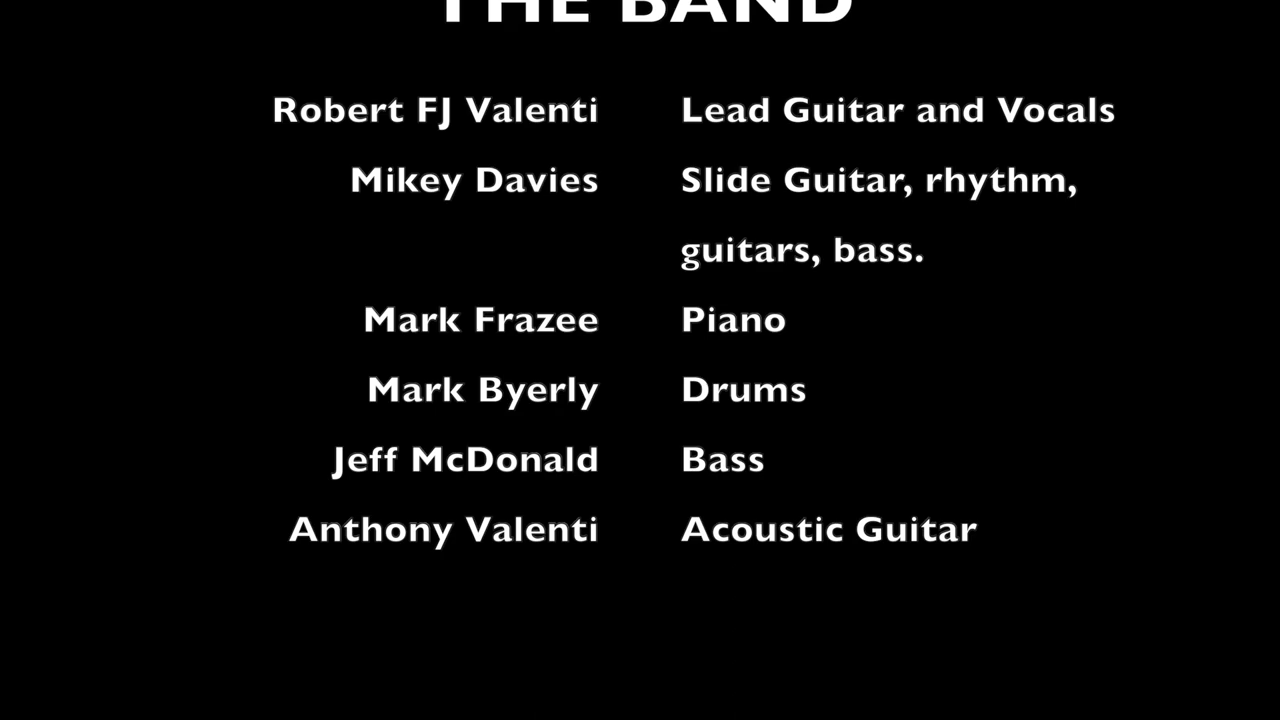 THE BAND
Robert FJ Valenti Lead Guitar and Vocals
Mikey Davies Slide Guitar, rhythm,
guitars, bass.
Mark Frazee Piano
Mark Byerly Drums
Jeff McDonald Bass
Anthony Valenti Acoustic Guitar